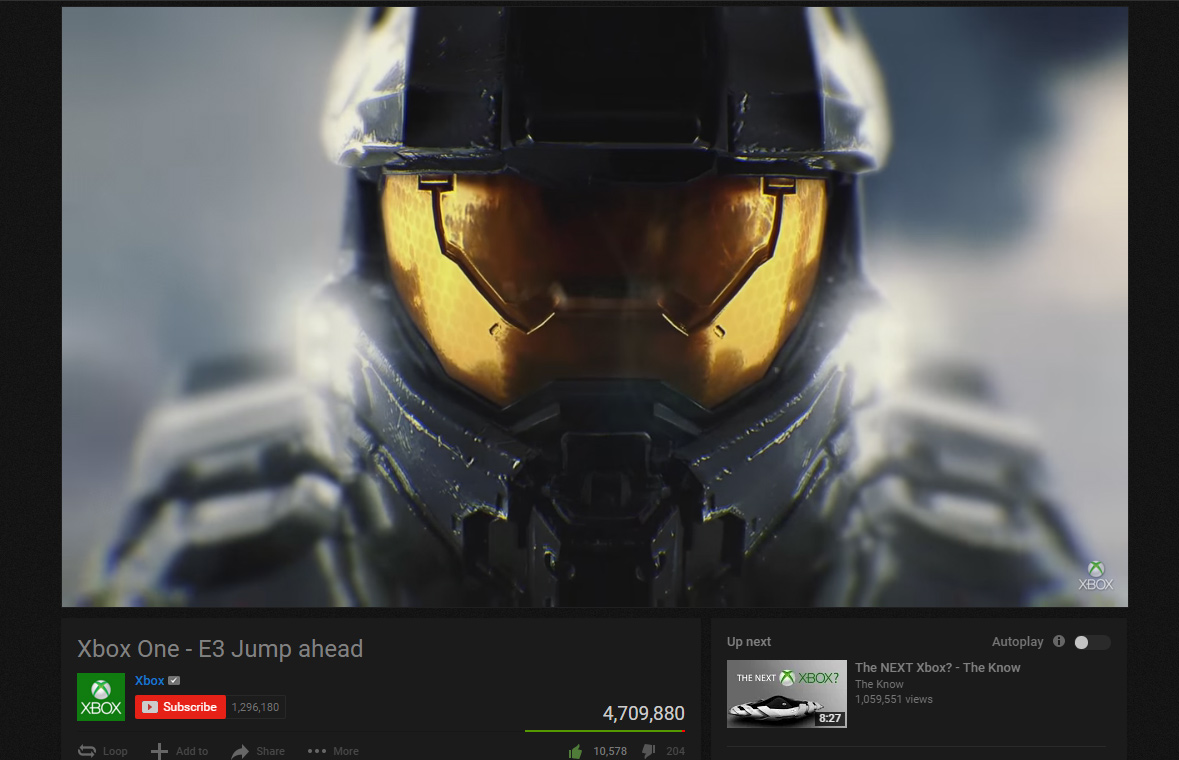 XBOX
Xbox One - E3 Jump ahead
XBOX
Xbox
Subscribe
1,296,180
4,709,880
Loop
Add to
Share
More
10,578
204
Up next
Autoplay
THE NEXT XBOX?
8:27
The NEXT Xbox? - The Know
The Know
1,059,551 views